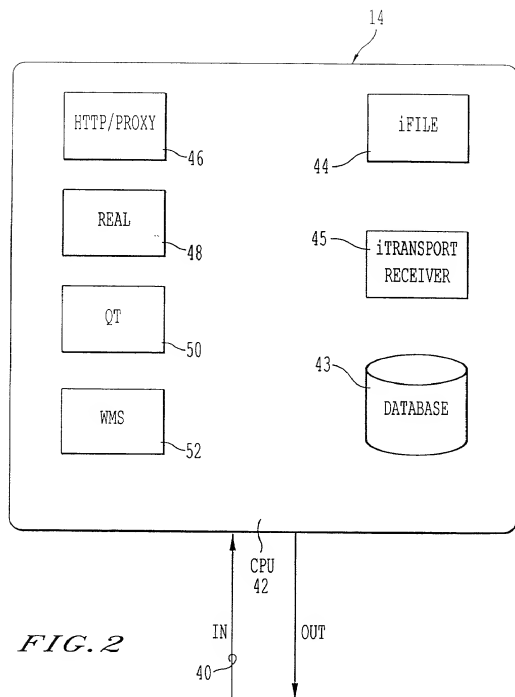 14
HTTP/PROXY
46
iFILE
44
REAL
48
45
iTRANSPORT
RECEIVER
QT
50
43
DATABASE
WMS
52
CPU
42
IN
OUT
40
FIG. 2